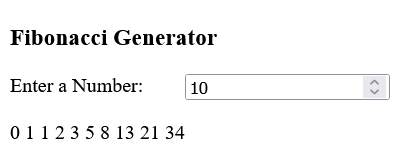 Fibonacci Generator
Enter a Number: 10
0 1 1 2 3 5 8 13 21 34